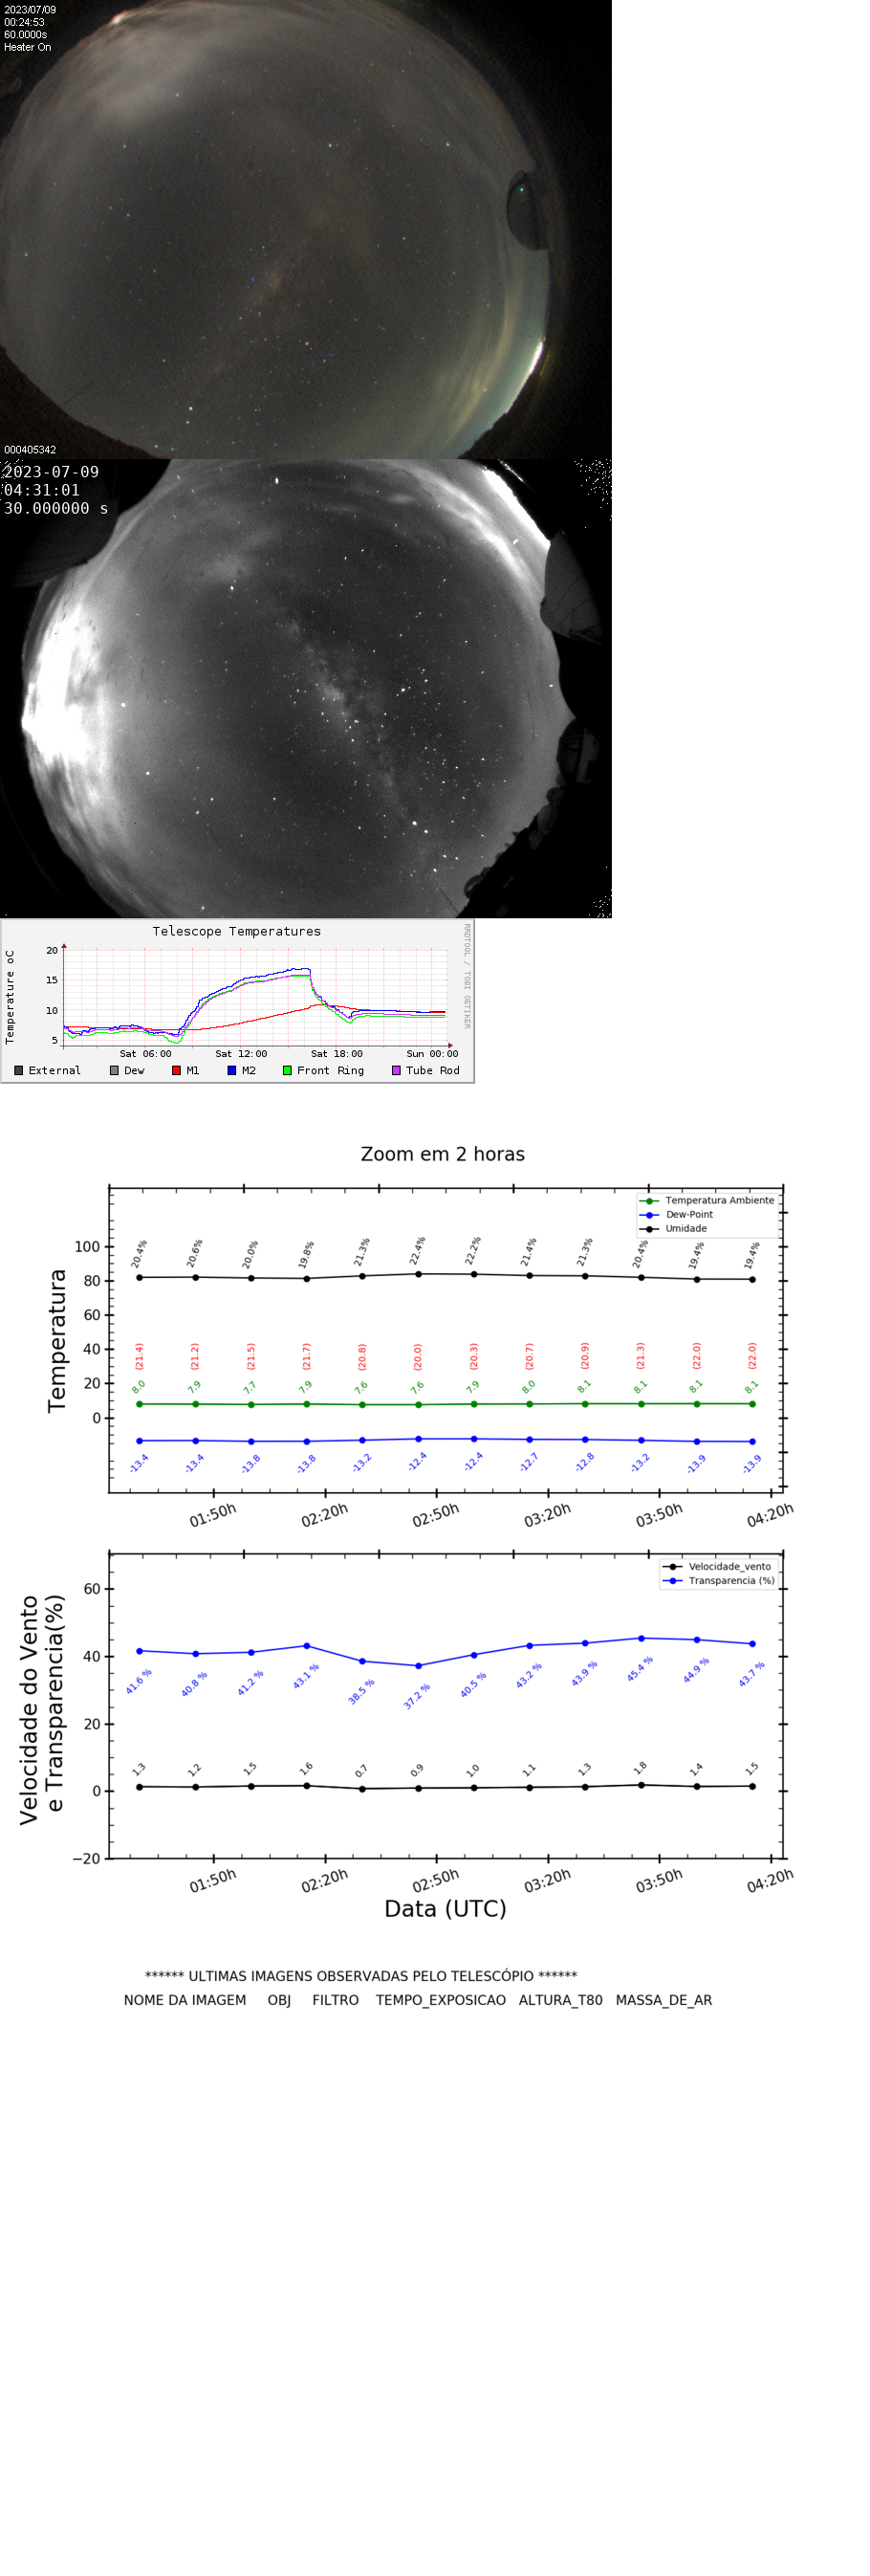 2023/07/09
00:24:53
60.0000s
Heater On
000405342
2023-07-09
04:31:01
30.000000 s
Telescope Temperatures
RRDTOOL / TOBI OETIKER
Temperature oC
20
15
10
5
Sat 06:00 Sat 12:00 Sat 18:00 Sun 00:00
External Dew M1 M2 Front Ring Tube Rod
Zoom em 2 horas
Temperatura Ambiente
Dew-Point
Umidade
Temperatura
100
80
60
40
20
0
20.4% 20.6% 20.0% 19.8% 21.3% 22.4% 22.2% 21.4% 21.3% 20.4% 19.4% 19.4%
(21.4) (21.2) (21.5) (21.7) (20.8) (20.0) (20.3) (20.7) (20.9) (21.3) (22.0) (22.0)
8.0 7.9 7.7 7.9 7.6 7.6 7.9 8.0 8.1 8.1 8.1 8.1
-13.4 -13.4 -13.8 -13.8 -13.2 -12.4 -12.4 -12.7 -12.8 -13.2 -13.9 -13.9
01:50h 02:20h 02:50h 03:20h 03:50h 04:20h
Velocidade_vento
Transparencia (%)
Velocidade do Vento
e Transparencia(%)
60
40
20
0
−20
41.6 % 40.8 % 41.2 % 43.1 % 38.5 % 37.2 % 40.5 % 43.2 % 43.9 % 45.4 % 44.9 % 43.7 %
1.3 1.2 1.5 1.6 0.7 0.9 1.0 1.1 1.3 1.8 1.4 1.5
01:50h 02:20h 02:50h 03:20h 03:50h 04:20h
Data (UTC)
****** ULTIMAS IMAGENS OBSERVADAS PELO TELESCÓPIO ******
NOME DA IMAGEM OBJ FILTRO TEMPO_EXPOSICAO ALTURA_T80 MASSA_DE_AR